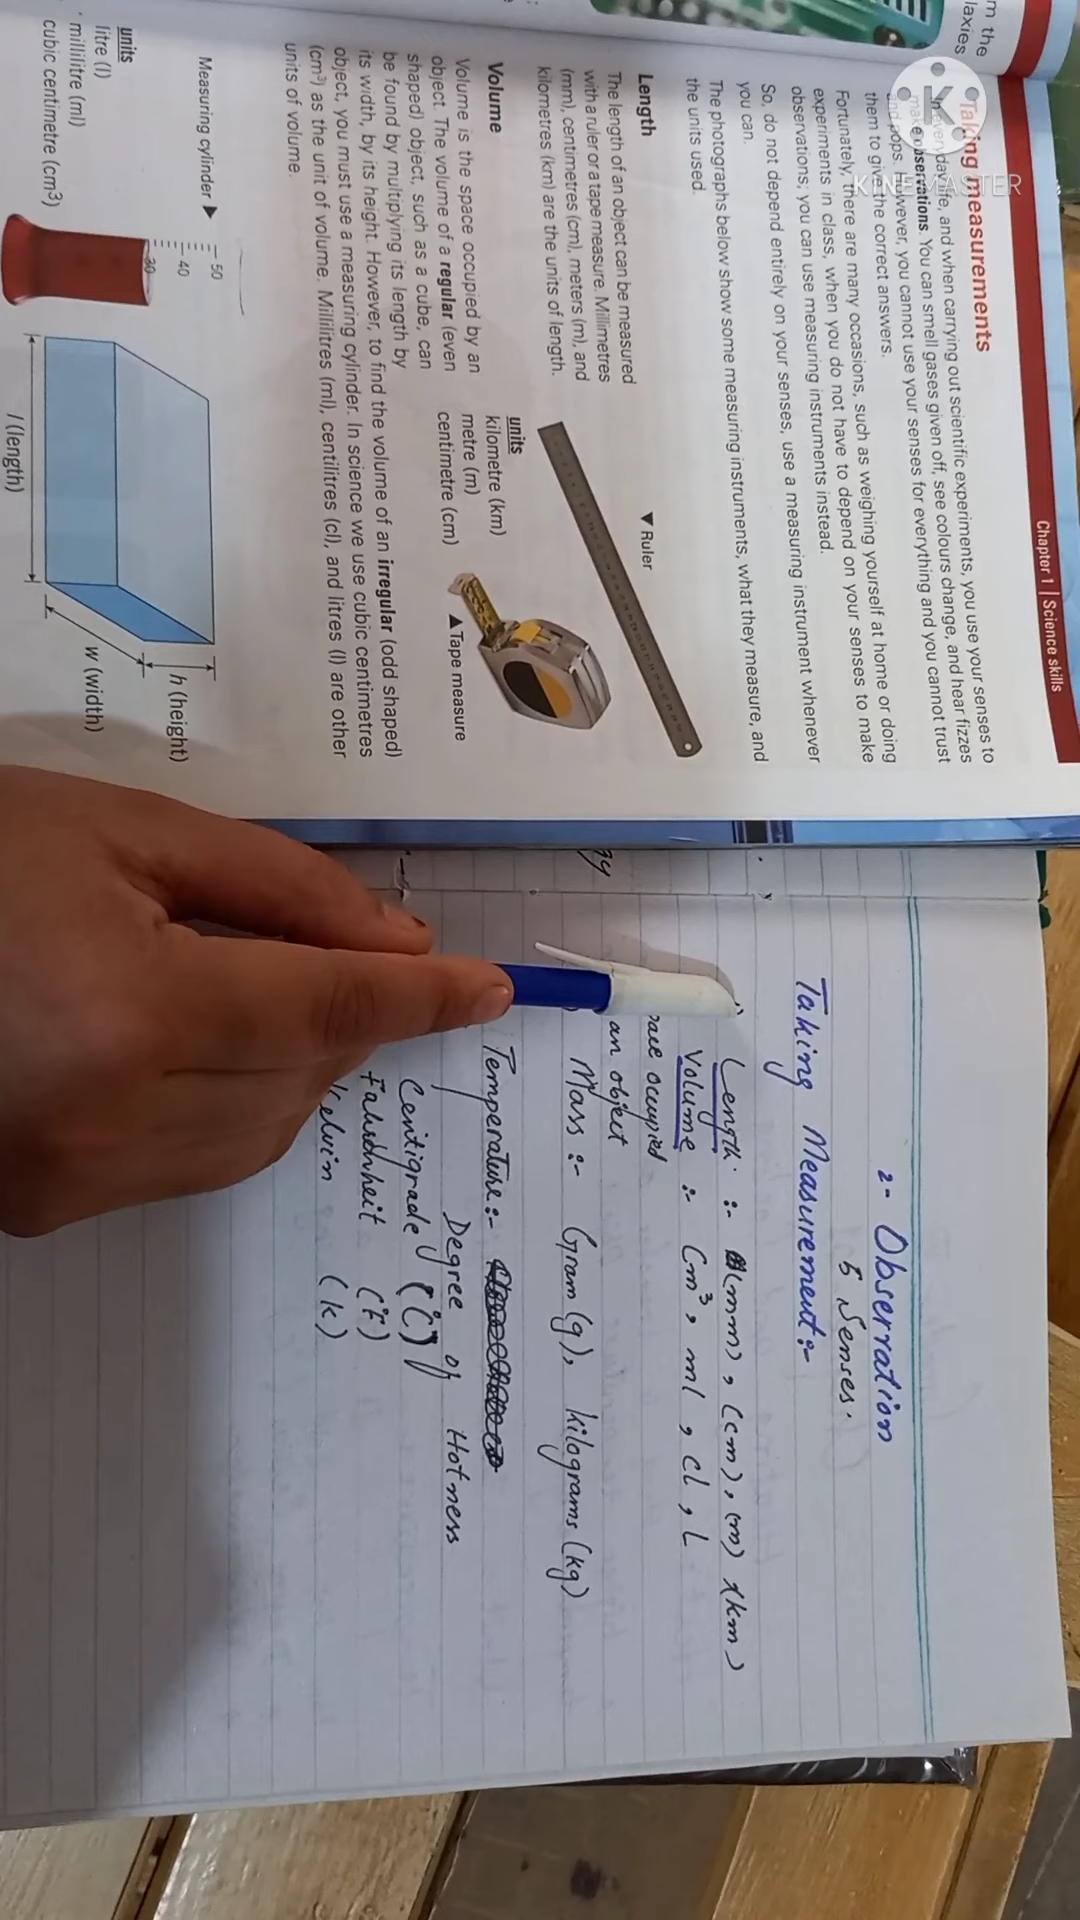 m the
laxies
Chapter 1 | Science skills
Taking measurements
everyday life, and when carrying out scientific experiments, you use your senses to
make observations. You can smell gases given off, see colours change, and hear fizzes
and pops. However, you cannot use your senses for everything and you cannot trust
them to give the correct answers.
Fortunately, there are many occasions, such as weighing yourself at home or doing
experiments in class, when you do not have to depend on your senses to make
observations; you can use measuring instruments instead.
So, do not depend entirely on your senses, use a measuring instrument whenever
you can.
The photographs below show some measuring instruments, what they measure, and
the units used.
Length
The length of an object can be measured
with a ruler or a tape measure. Millimetres
(mm), centimetres (cm), meters (m), and
kilometres (km) are the units of length.
▼ Ruler
units
kilometre (km)
metre (m)
centimetre (cm)
▲ Tape measure
Volume
Volume is the space occupied by an
object. The volume of a regular (even
shaped) object, such as a cube, can
be found by multiplying its length by
its width, by its height. However, to find the volume of an irregular (odd shaped)
object, you must use a measuring cylinder. In science we use cubic centimetres
(cm³) as the unit of volume. Millilitres (ml), centilitres (cl), and litres (l) are other
units of volume.
Measuring cylinder ▶
50
40
30
units
litre (l)
millilitre (ml)
cubic centimetre (cm³)
l (length)
w (width)
h (height)
KINEMASTER
2- Observation
5 Senses.
Taking Measurement:-
Length :- (mm), (cm), (m) (km)
Volume :- Cm³, ml, cl, L
occupied
an object
Mass :- Gram (g), kilograms (kg)
Temperature:-
Degree of Hotness
Centigrade (°C)
Fahrdnheit (°F)
Kelvin (k)